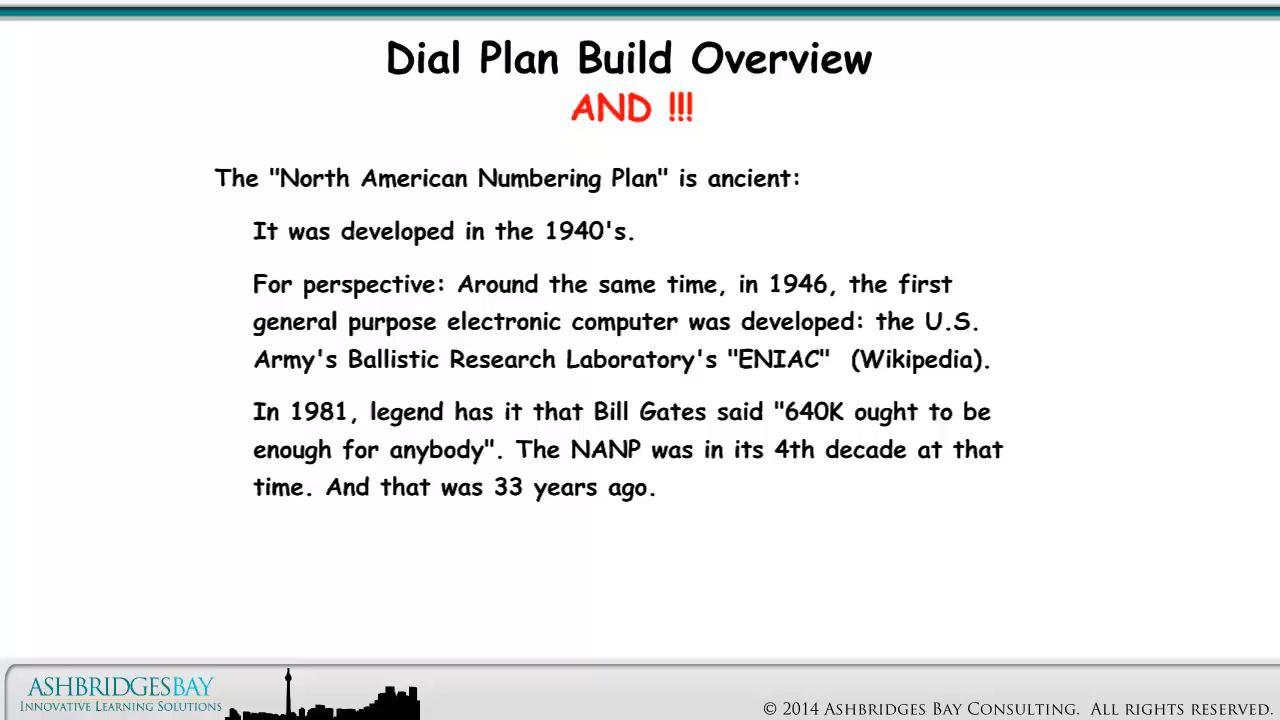 Dial Plan Build Overview
AND !!!
The "North American Numbering Plan" is ancient:
It was developed in the 1940's.
For perspective: Around the same time, in 1946, the first
general purpose electronic computer was developed: the U.S.
Army's Ballistic Research Laboratory's "ENIAC"  (Wikipedia).
In 1981, legend has it that Bill Gates said "640K ought to be
enough for anybody". The NANP was in its 4th decade at that
time. And that was 33 years ago.
ASHBRIDGESBAY
INNOVATIVE LEARNING SOLUTIONS
© 2014 ASHBRIDGES BAY CONSULTING. ALL RIGHTS RESERVED.